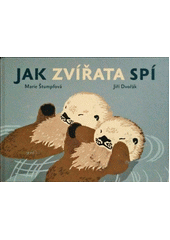 JAK ZVÍŘATA SPÍ
Marie Štumpfová
Jiří Dvořák